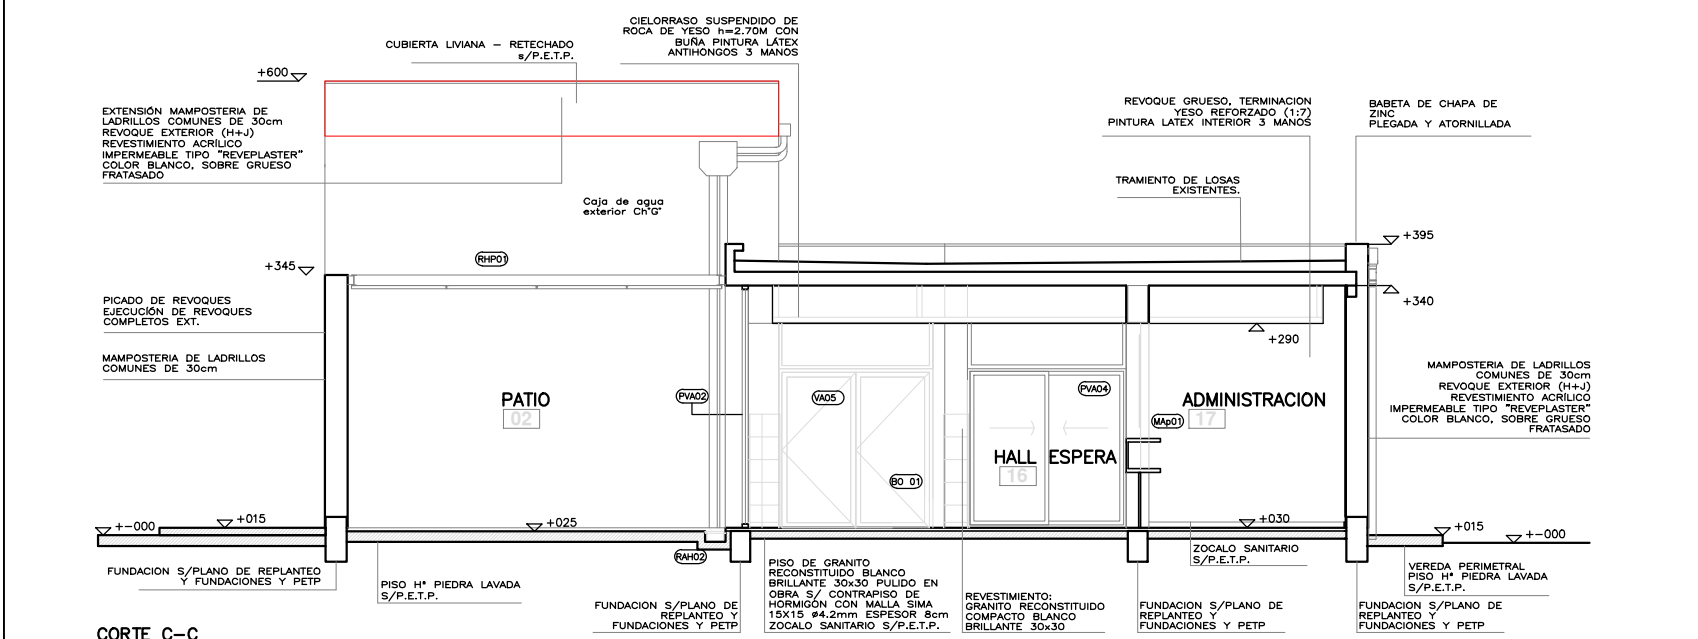 CUBIERTA LIVIANA – RETECHADO
s/P.E.T.P.
CIELORRASO SUSPENDIDO DE
ROCA DE YESO h=2.70M CON
BUÑA PINTURA LÁTEX
ANTIHONGOS 3 MANOS
+600
EXTENSIÓN MAMPOSTERIA DE
LADRILLOS COMUNES DE 30cm
REVOQUE EXTERIOR (H+J)
REVESTIMIENTO ACRÍLICO
IMPERMEABLE TIPO "REVEPLASTER"
COLOR BLANCO, SOBRE GRUESO
FRATASADO
REVOQUE GRUESO, TERMINACION
YESO REFORZADO (1:7)
PINTURA LATEX INTERIOR 3 MANOS
BABETA DE CHAPA DE
ZINC
PLEGADA Y ATORNILLADA
TRAMIENTO DE LOSAS
EXISTENTES.
Caja de agua
exterior Ch°G°
+395
RHP01
+345
+340
PICADO DE REVOQUES
EJECUCIÓN DE REVOQUES
COMPLETOS EXT.
+290
MAMPOSTERIA DE LADRILLOS
COMUNES DE 30cm
MAMPOSTERIA DE LADRILLOS
COMUNES DE 30cm
REVOQUE EXTERIOR (H+J)
REVESTIMIENTO ACRÍLICO
IMPERMEABLE TIPO "REVEPLASTER"
COLOR BLANCO, SOBRE GRUESO
FRATASADO
PATIO
02
PVA02
VA05
PVA04
ADMINISTRACION
17
MAp01
HALL ESPERA
16
BO 01
+-000
+015
+025
+030
+015
+-000
RAH02
FUNDACION S/PLANO DE REPLANTEO
Y FUNDACIONES Y PETP
PISO Hº PIEDRA LAVADA
S/P.E.T.P.
FUNDACION S/PLANO DE
REPLANTEO Y
FUNDACIONES Y PETP
PISO DE GRANITO
RECONSTITUIDO BLANCO
BRILLANTE 30x30 PULIDO EN
OBRA S/ CONTRAPISO DE
HORMIGÓN CON MALLA SIMA
15X15 ø4.2mm ESPESOR 8cm
ZOCALO SANITARIO S/P.E.T.P.
REVESTIMIENTO:
GRANITO RECONSTITUIDO
COMPACTO BLANCO
BRILLANTE 30x30
ZOCALO SANITARIO
S/P.E.T.P.
FUNDACION S/PLANO DE
REPLANTEO Y
FUNDACIONES Y PETP
VEREDA PERIMETRAL
PISO Hº PIEDRA LAVADA
S/P.E.T.P.
FUNDACION S/PLANO DE
REPLANTEO Y
FUNDACIONES Y PETP
CORTE C–C